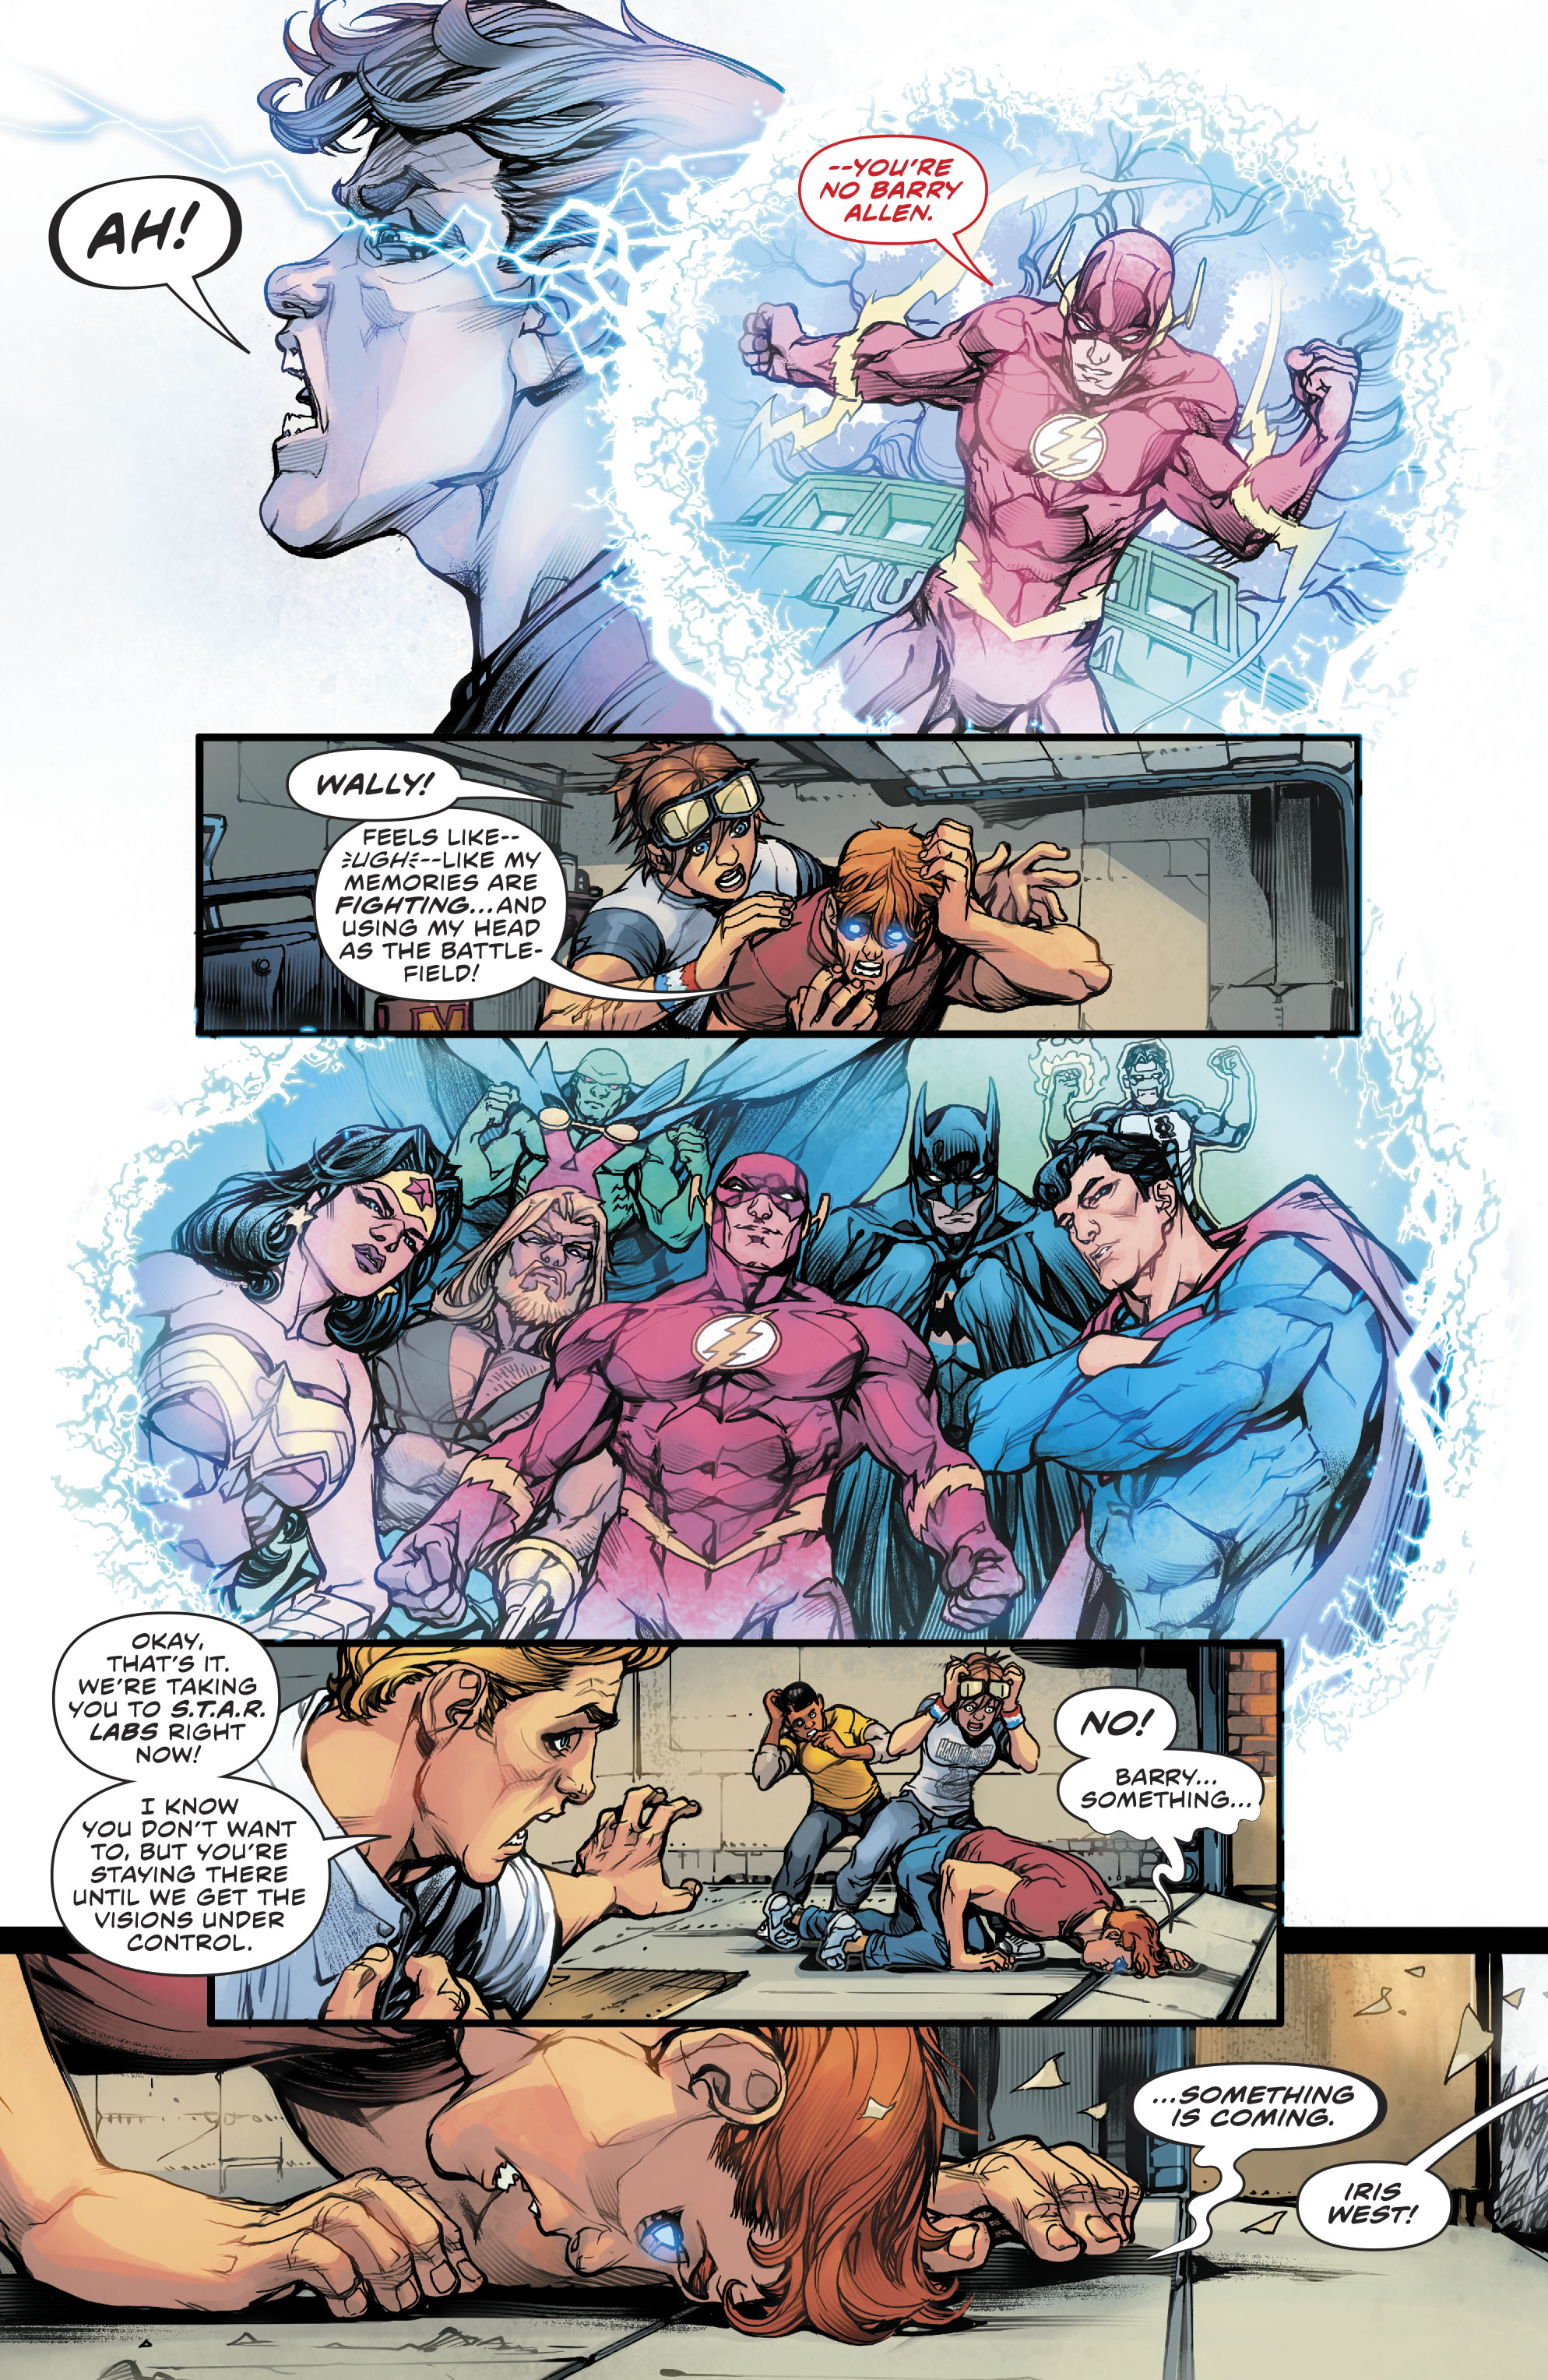 AH!
--YOU'RE
NO BARRY
ALLEN.
MU
M
WALLY!
FEELS LIKE--
UGH--LIKE MY
MEMORIES ARE
FIGHTING...AND
USING MY HEAD
AS THE BATTLE-
FIELD!
OKAY,
THAT'S IT.
WE'RE TAKING
YOU TO S.T.A.R.
LABS RIGHT
NOW!
I KNOW
YOU DON'T WANT
TO, BUT YOU'RE
STAYING THERE
UNTIL WE GET THE
VISIONS UNDER
CONTROL.
NO!
BARRY...
SOMETHING...
...SOMETHING
IS COMING.
IRIS
WEST!